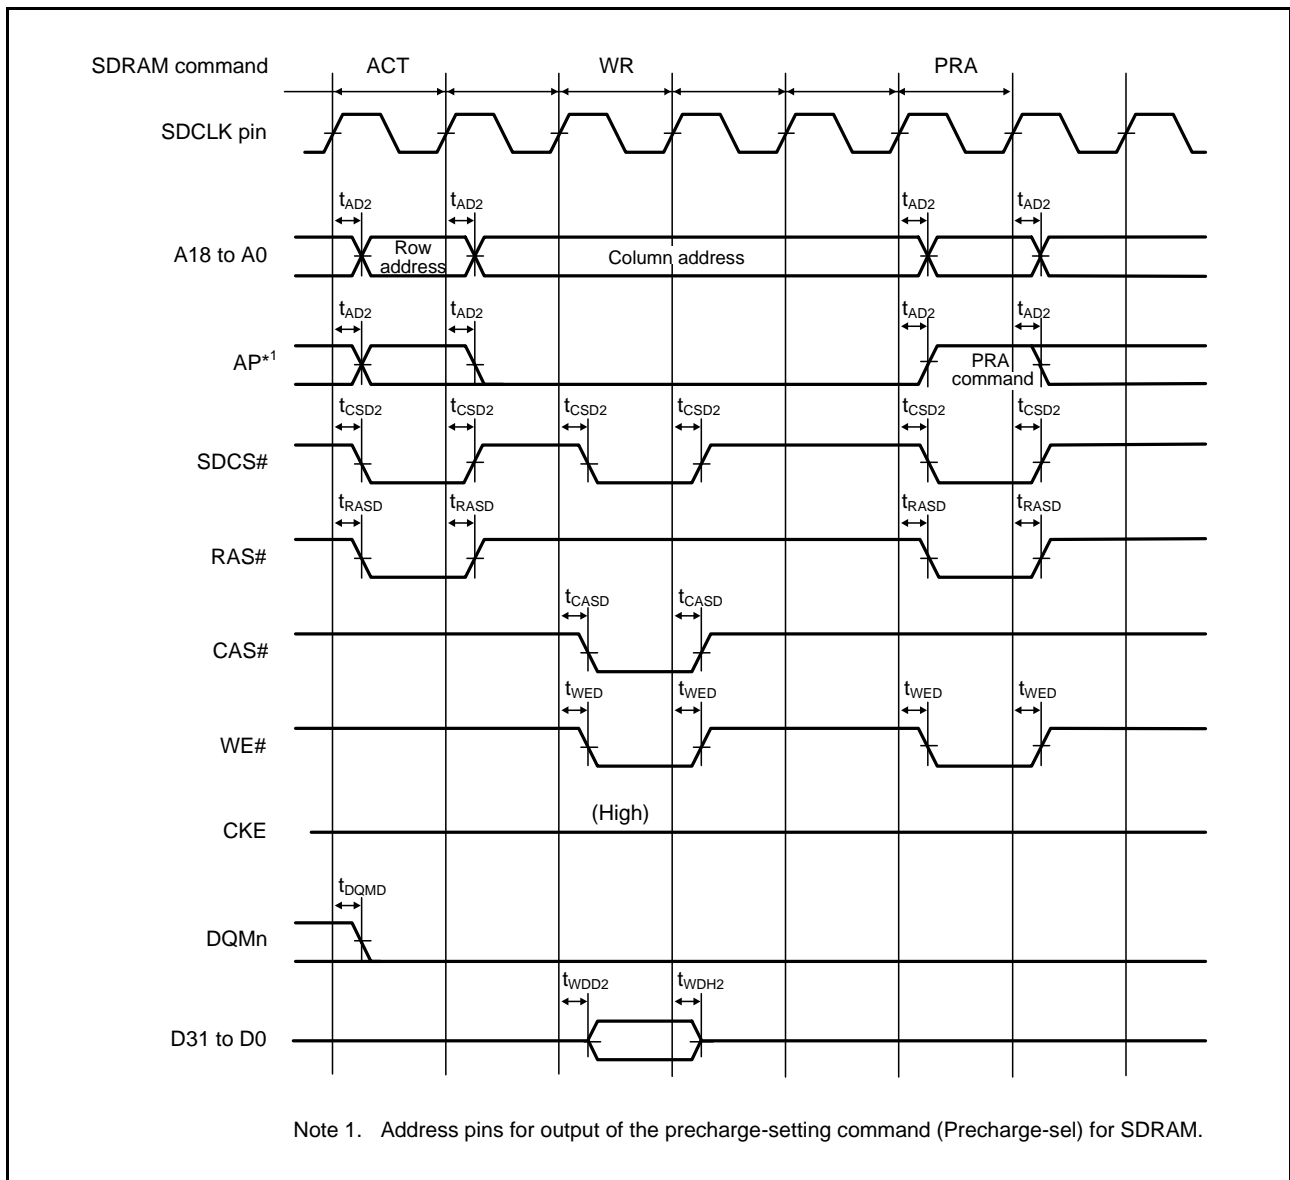 SDRAM command ACT WR PRA
SDCLK pin
tAD2 tAD2 tAD2 tAD2
A18 to A0 Row address Column address
tAD2 tAD2 tAD2 tAD2
AP*1 PRA command
tCSD2 tCSD2 tCSD2 tCSD2 tCSD2 tCSD2
SDCS#
tRASD tRASD tRASD tRASD
RAS#
tCASD tCASD
CAS#
tWED tWED tWED tWED
WE#
(High)
CKE
tDQMD
DQMn
tWDD2 tWDH2
D31 to D0
Note 1. Address pins for output of the precharge-setting command (Precharge-sel) for SDRAM.